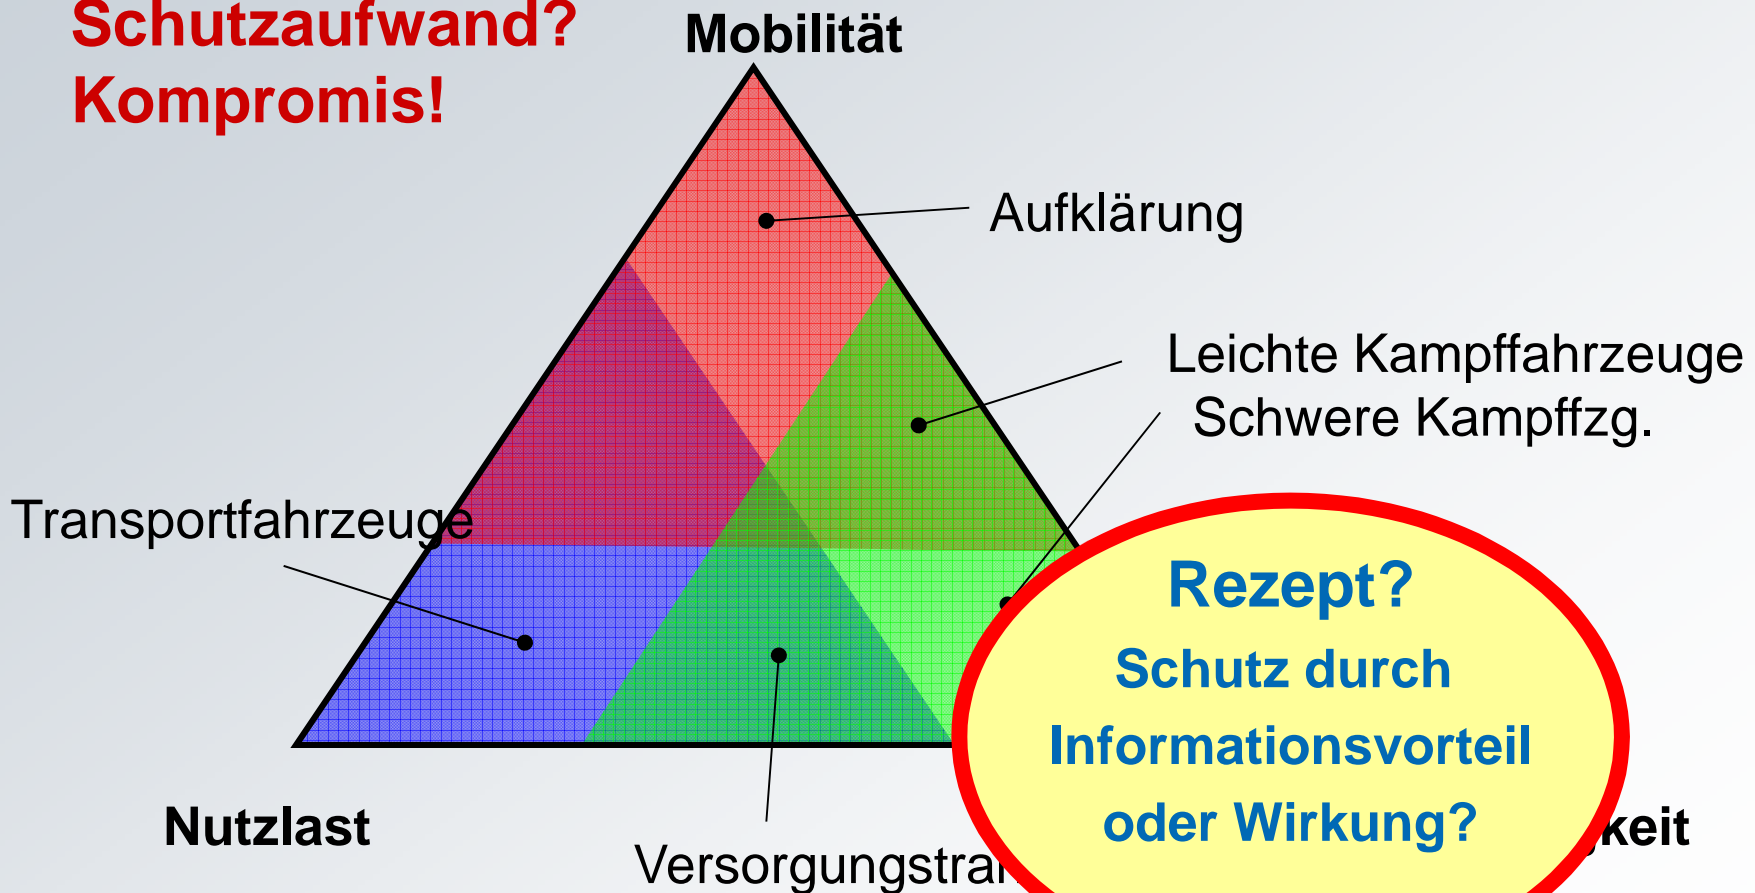 Schutzaufwand?
Kompromis!
Mobilität
Aufklärung
Leichte Kampffahrzeuge
Schwere Kampffzg.
Transportfahrzeuge
Rezept?
Schutz durch
Informationsvorteil
oder Wirkung?
Nutzlast